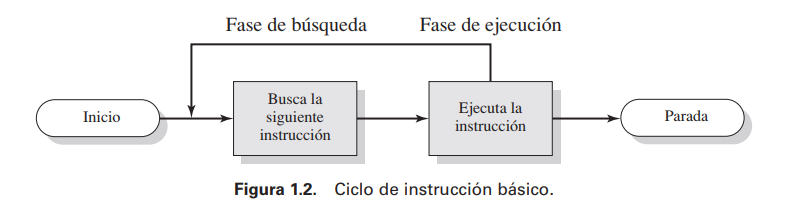 Fase de búsqueda Fase de ejecución
Inicio
Busca la
siguiente
instrucción
Ejecuta la
instrucción
Parada
Figura 1.2. Ciclo de instrucción básico.